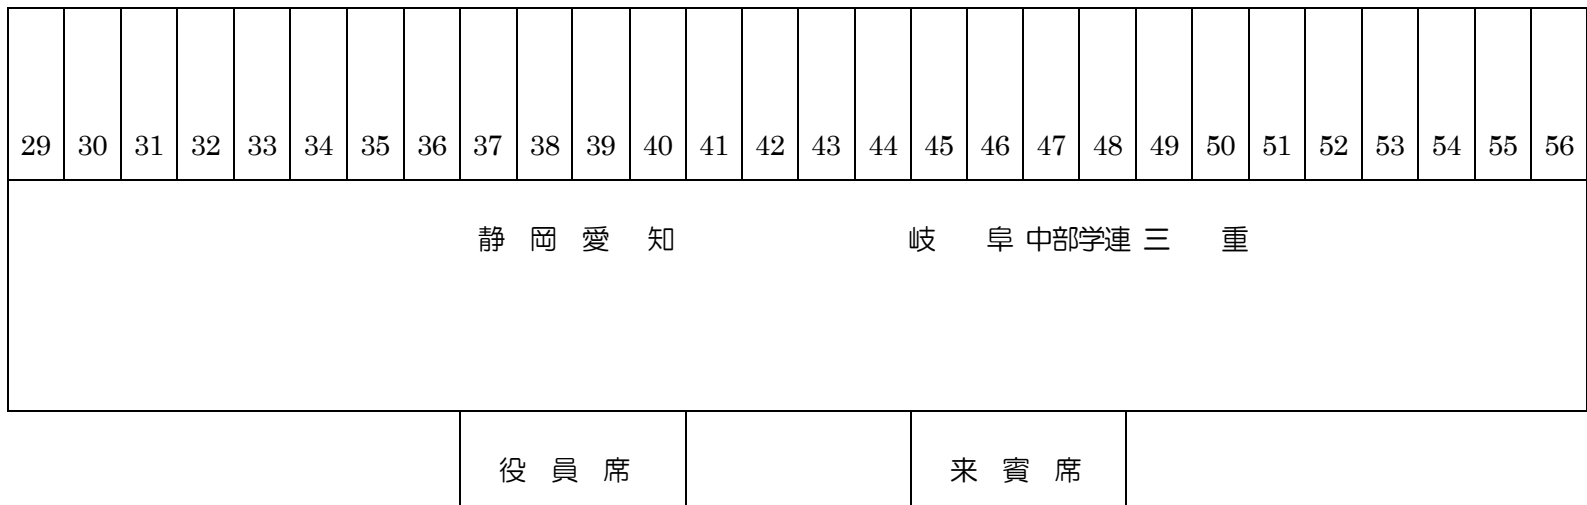 29 30 31 32 33 34 35 36 37 38 39 40 41 42 43 44 45 46 47 48 49 50 51 52 53 54 55 56
静 岡 愛 知 岐 阜 中部学連 三 重
役 員 席 来 賓 席